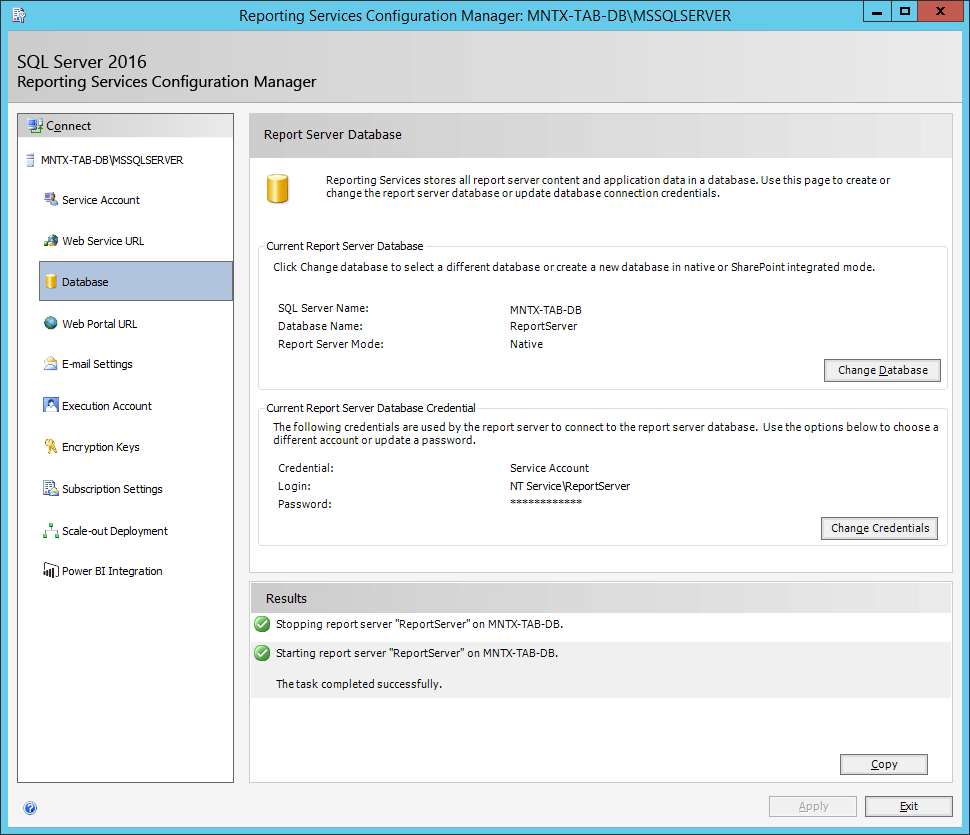 Reporting Services Configuration Manager: MNTX-TAB-DB\MSSQLSERVER
SQL Server 2016
Reporting Services Configuration Manager
Connect
MNTX-TAB-DB\MSSQLSERVER
Service Account
Web Service URL
Database
Web Portal URL
E-mail Settings
Execution Account
Encryption Keys
Subscription Settings
Scale-out Deployment
Power BI Integration
Report Server Database
Reporting Services stores all report server content and application data in a database. Use this page to create or
change the report server database or update database connection credentials.
Current Report Server Database
Click Change database to select a different database or create a new database in native or SharePoint integrated mode.
SQL Server Name: MNTX-TAB-DB
Database Name: ReportServer
Report Server Mode: Native
Change Database
Current Report Server Database Credential
The following credentials are used by the report server to connect to the report server database. Use the options below to choose a
different account or update a password.
Credential: Service Account
Login: NT Service\ReportServer
Password: ************
Change Credentials
Results
Stopping report server "ReportServer" on MNTX-TAB-DB.
Starting report server "ReportServer" on MNTX-TAB-DB.
The task completed successfully.
Copy
Apply
Exit